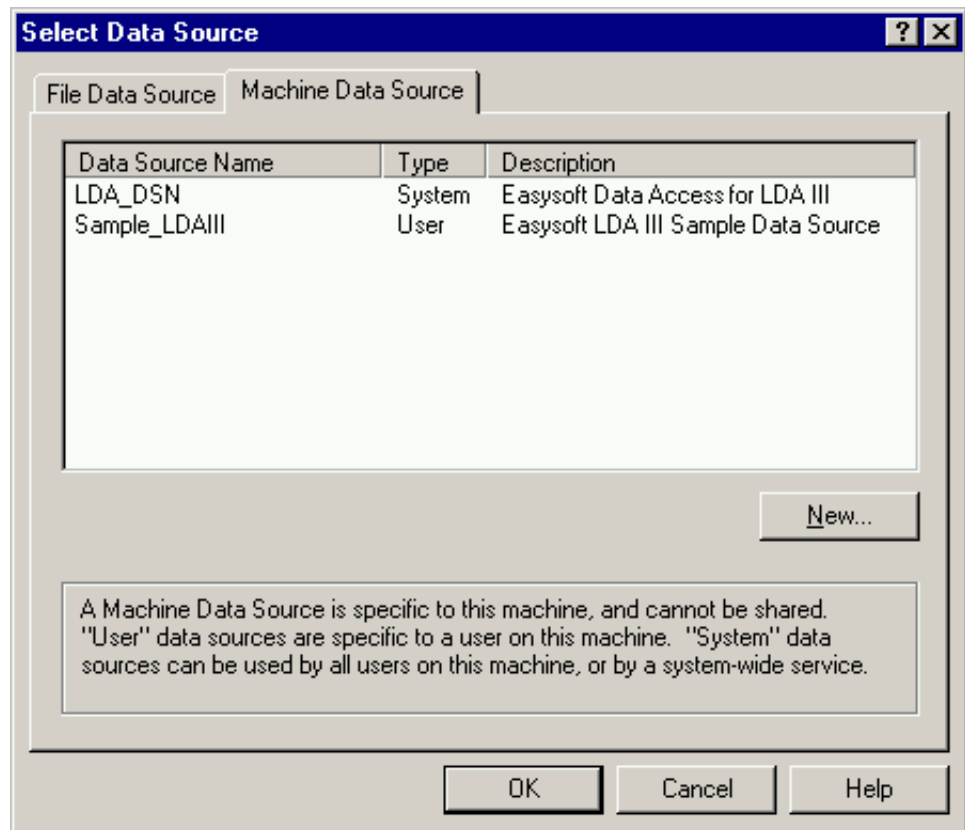 Select Data Source
File Data Source Machine Data Source
Data Source Name Type Description
LDA_DSN System Easysoft Data Access for LDA III
Sample_LDAIII User Easysoft LDA III Sample Data Source
New...
A Machine Data Source is specific to this machine, and cannot be shared.
"User" data sources are specific to a user on this machine.  "System" data
sources can be used by all users on this machine, or by a system-wide service.
OK Cancel Help